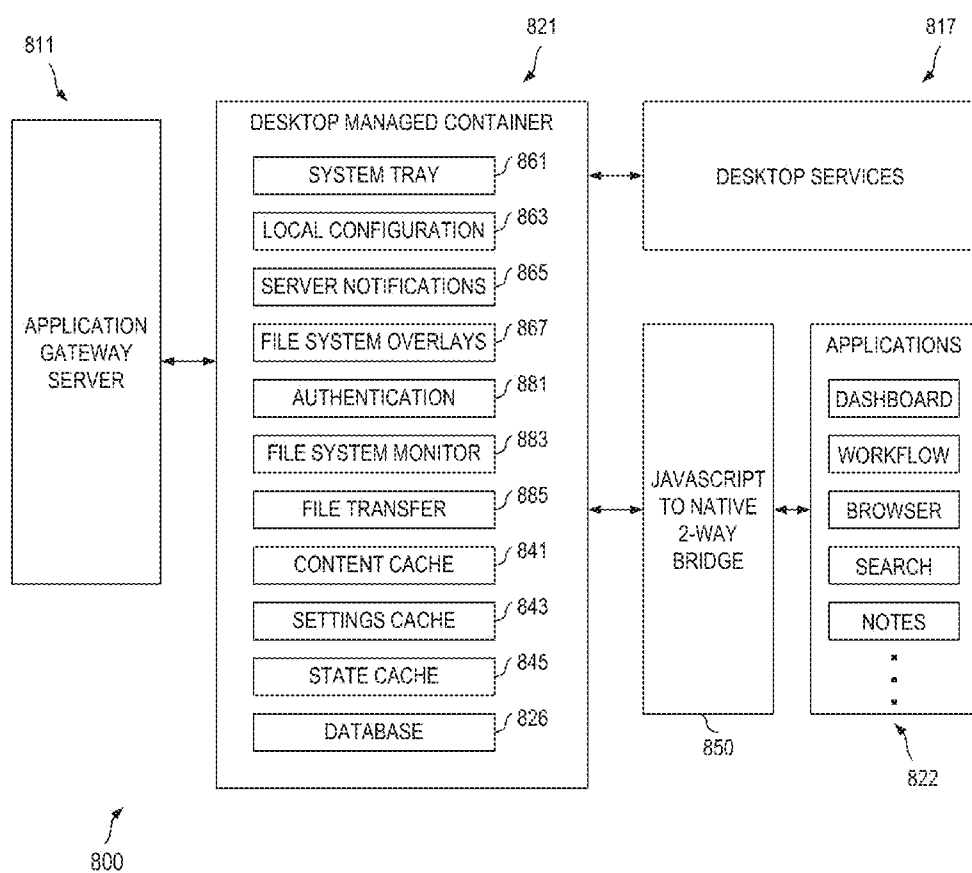 811
821
817
APPLICATION
GATEWAY
SERVER
DESKTOP MANAGED CONTAINER
SYSTEM TRAY
861
LOCAL CONFIGURATION
863
SERVER NOTIFICATIONS
865
FILE SYSTEM OVERLAYS
867
AUTHENTICATION
881
FILE SYSTEM MONITOR
883
FILE TRANSFER
885
CONTENT CACHE
841
SETTINGS CACHE
843
STATE CACHE
845
DATABASE
826
DESKTOP SERVICES
JAVASCRIPT
TO NATIVE
2-WAY
BRIDGE
850
APPLICATIONS
DASHBOARD
WORKFLOW
BROWSER
SEARCH
NOTES
822
800